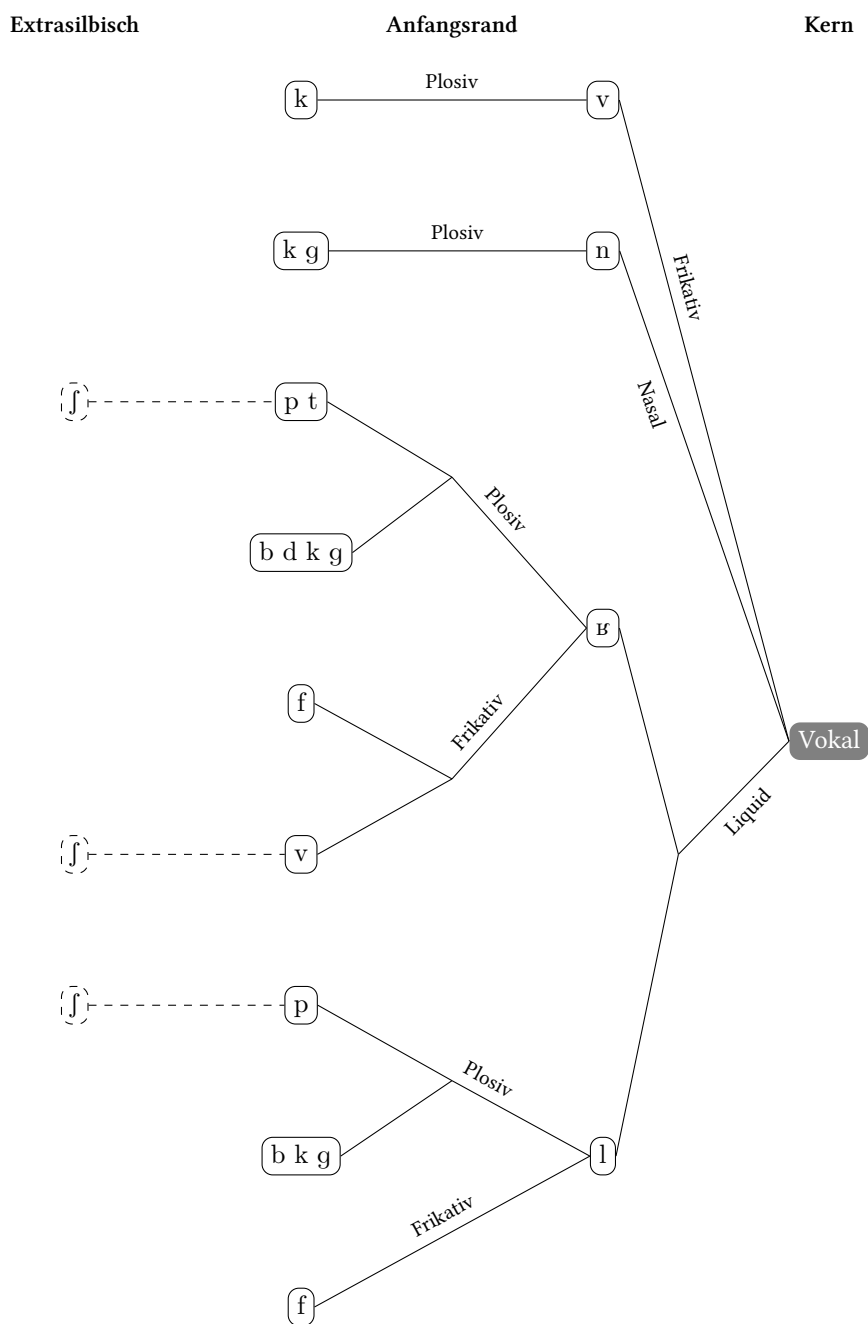 Extrasilbisch Anfangsrand Kern
k Plosiv v
k g Plosiv n
Frikativ
Nasal
ʃ p t
Plosiv
b d k g
ʁ
f
Frikativ
Vokal
Liquid
ʃ v
ʃ p
Plosiv
b k g l
Frikativ
f